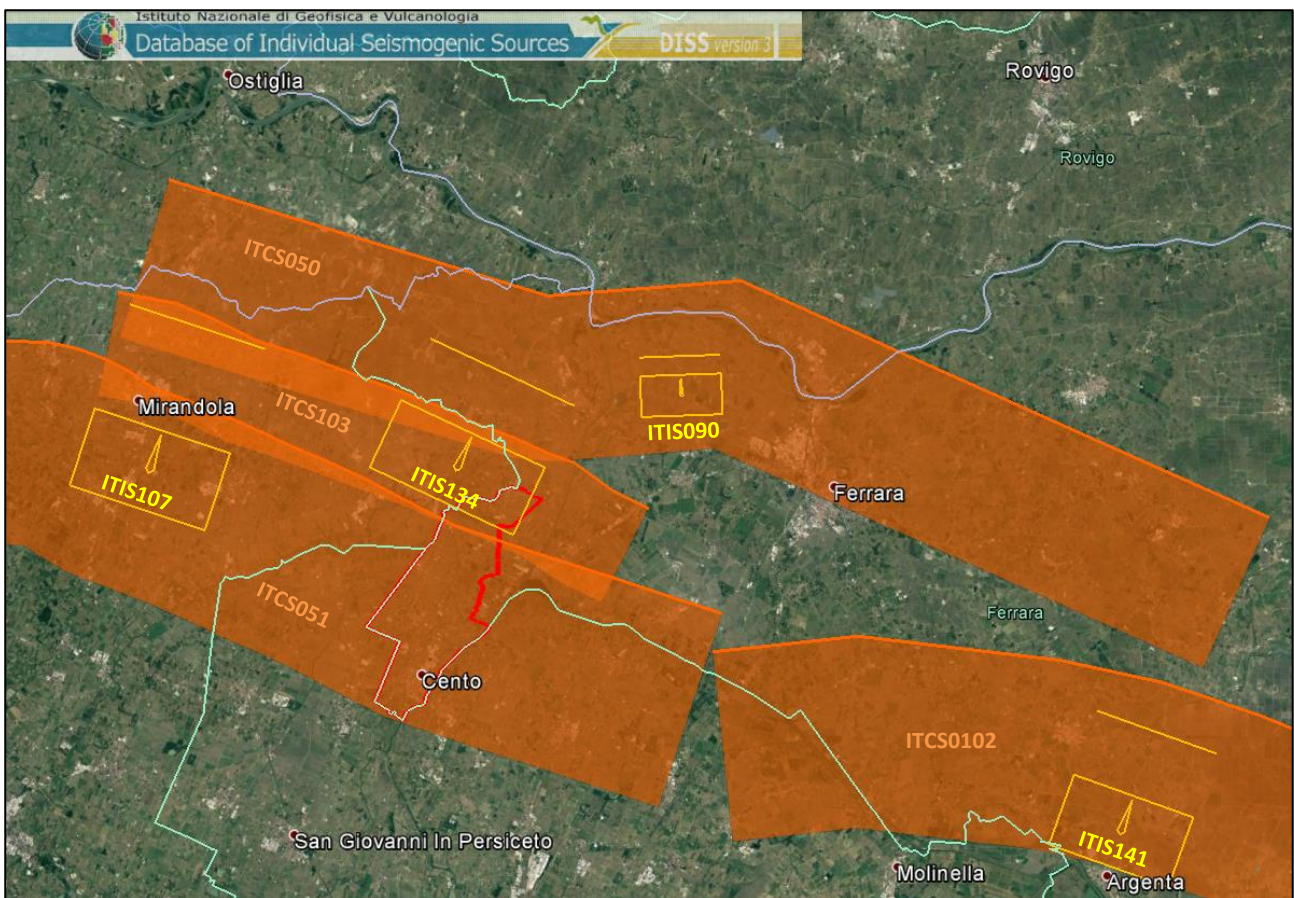 Istituto Nazionale di Geofisica e Vulcanologia
Database of Individual Seismogenic Sources
DISS version 3
Ostiglia
Rovigo
Rovigo
ITCS050
Mirandola
ITCS103
ITIS090
ITIS107
ITIS134
Ferrara
ITCS051
Ferrara
Cento
ITCS0102
San Giovanni In Persiceto
ITIS141
Molinella
Argenta